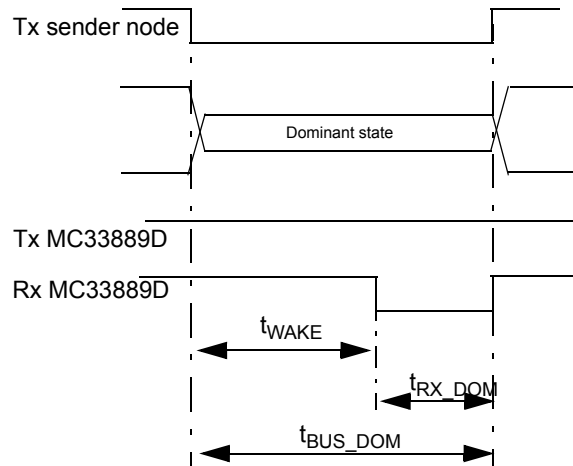 Tx sender node
Dominant state
Tx MC33889D
Rx MC33889D
tWAKE
tRX_DOM
tBUS_DOM